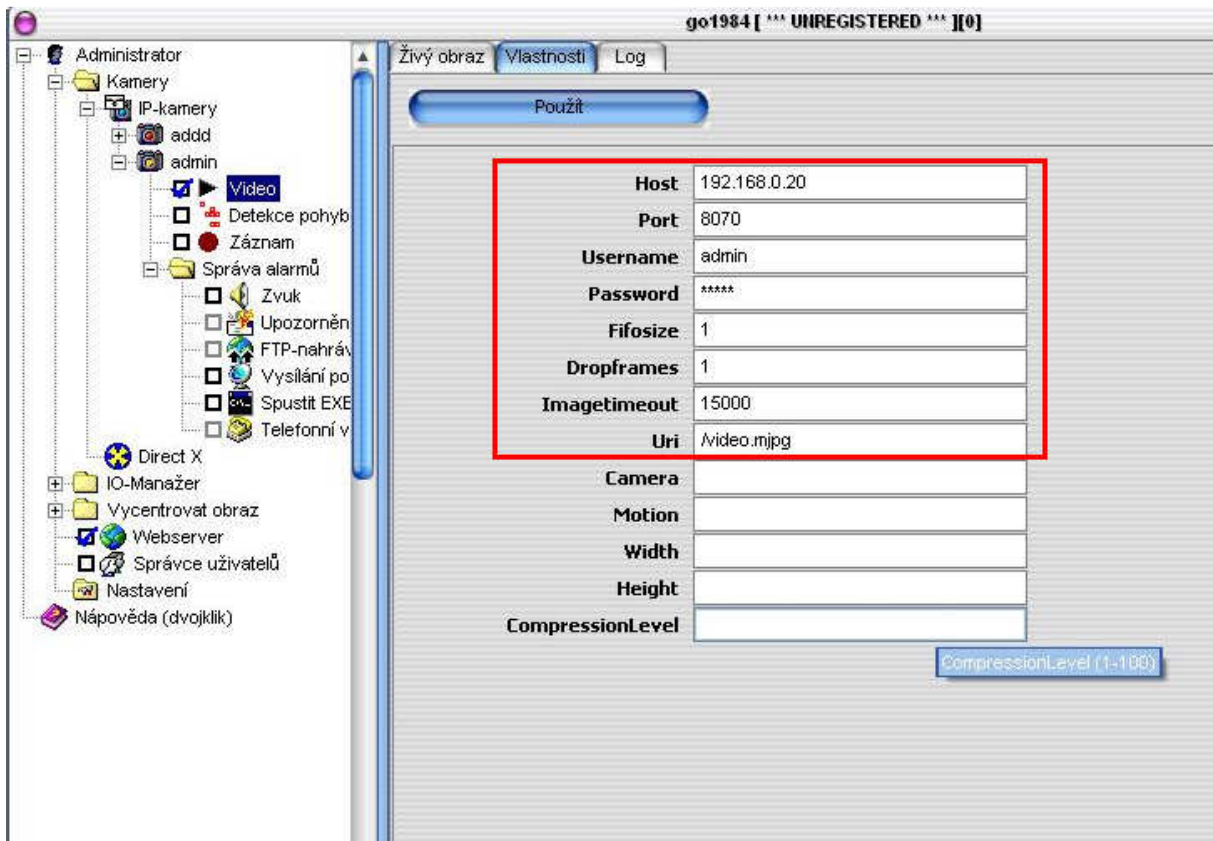 go1984 [ *** UNREGISTERED *** ][0]
Administrator
Kamery
IP-kamery
addd
admin
Video
Detekce pohyb
Záznam
Správa alarmů
Zvuk
Upozorněn
FTP-nahráv
Vysílání po
Spustit EXE
Telefonní v
Direct X
IO-Manažer
Vycentrovat obraz
Webserver
Správce uživatelů
Nastavení
Nápověda (dvojklik)
Živý obraz Vlastnosti Log
Použít
Host 192.168.0.20
Port 8070
Username admin
Password *****
Fifosize 1
Dropframes 1
Imagetimeout 15000
Uri /video.mjpg
Camera
Motion
Width
Height
CompressionLevel
CompressionLevel (1-100)